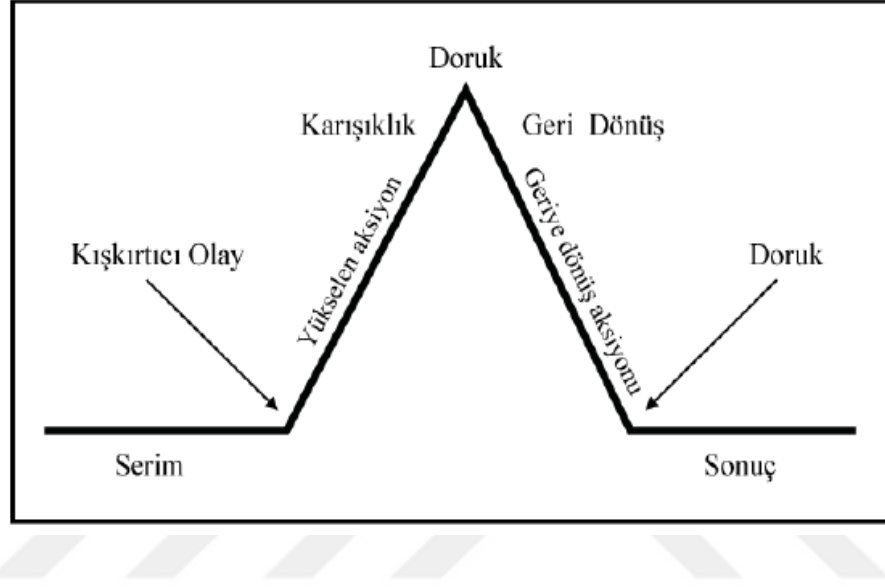 Doruk
Karışıklık
Geri Dönüş
Yükselen aksiyon
Geriye dönüş aksiyonu
Kışkırtıcı Olay
Doruk
Serim
Sonuç